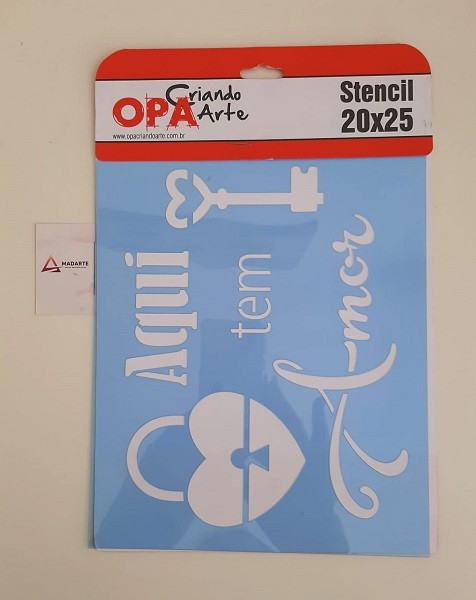 OPA Criando Arte
www.opacriandoarte.com.br
Stencil
20x25
Aqui
tem
Amor
MADARTE